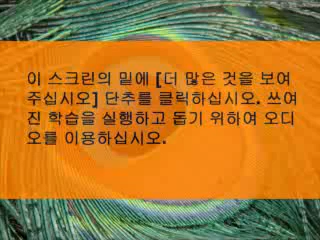 이 스크린의 밑에 [더 많은 것을 보여
주십시오] 단추를 클릭하십시오. 쓰여
진 학습을 실행하고 돕기 위하여 오디
오를 이용하십시오.